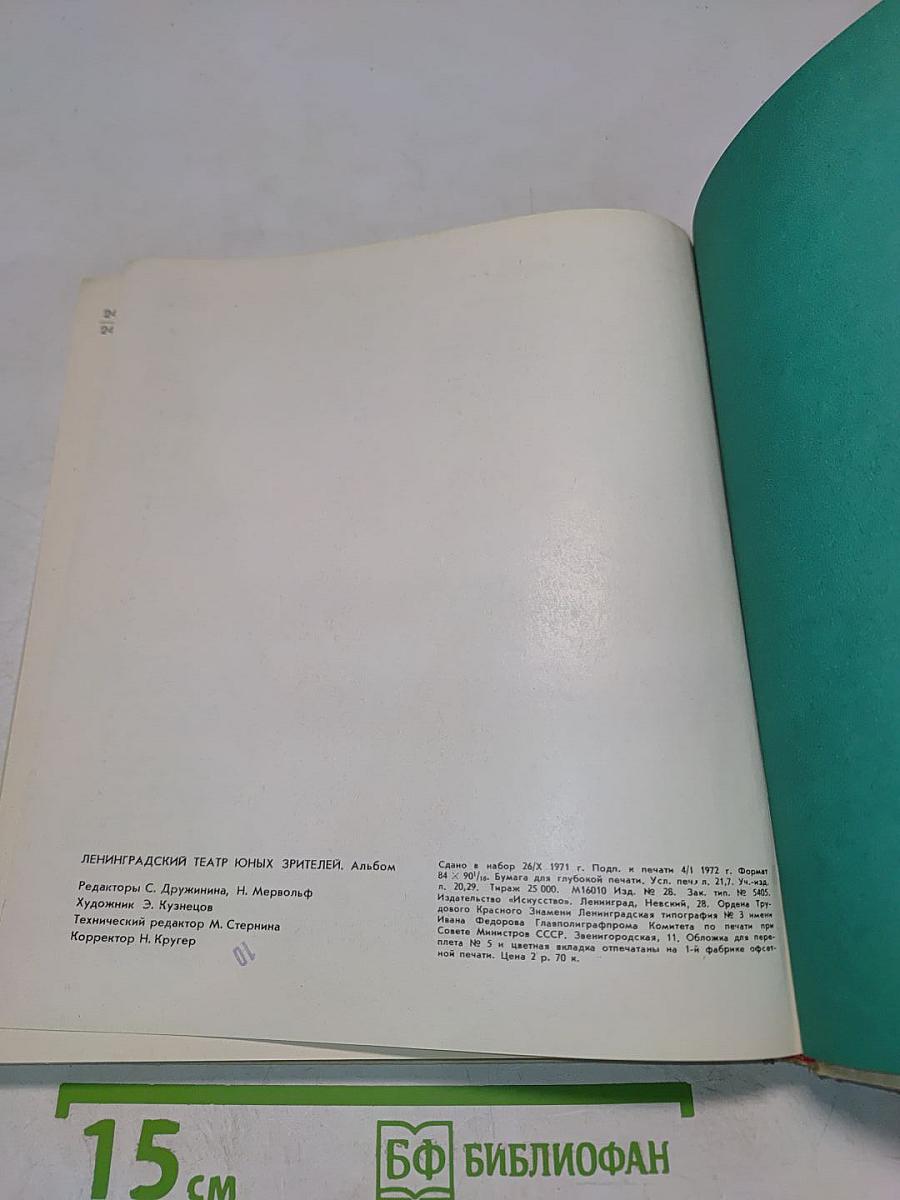 2|2
ЛЕНИНГРАДСКИЙ ТЕАТР ЮНЫХ ЗРИТЕЛЕЙ. Альбом
Редакторы С. Дружинина, Н. Мервольф
Художник Э. Кузнецов
Технический редактор М. Стернина
Корректор Н. Кругер
10
Сдано в набор 26/X 1971 г. Подп. к печати 4/I 1972 г. Формат
84 × 90¹/₁₆. Бумага для глубокой печати. Усл. печ. л. 21,7. Уч.-изд.
л. 20,29. Тираж 25 000. М16010 Изд. № 28. Зак. тип. № 5405.
Издательство «Искусство». Ленинград, Невский, 28. Ордена Тру-
дового Красного Знамени Ленинградская типография № 3 имени
Ивана Федорова Главполиграфпрома Комитета по печати при
Совете Министров СССР. Звенигородская, 11. Обложка для пере-
плета № 5 и цветная вкладка отпечатаны на 1-й фабрике офсет-
ной печати. Цена 2 р. 70 к.
15 см
БФ БИБЛИОФАН